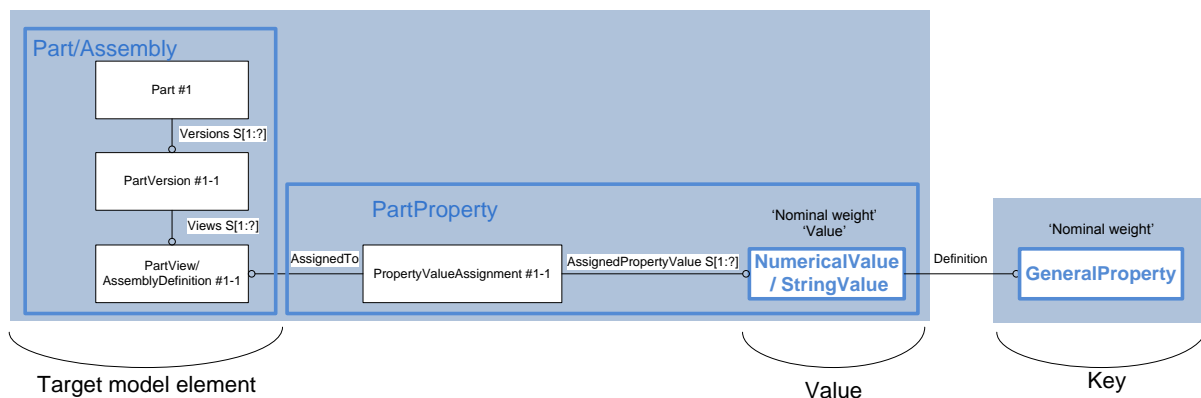 Part/Assembly
Part #1
Versions S[1:?]
PartVersion #1-1
Views S[1:?]
PartView/
AssemblyDefinition #1-1
AssignedTo
PartProperty
PropertyValueAssignment #1-1
AssignedPropertyValue S[1:?]
‘Nominal weight’
‘Value’
NumericalValue
/ StringValue
Definition
‘Nominal weight’
GeneralProperty
Target model element
Value
Key